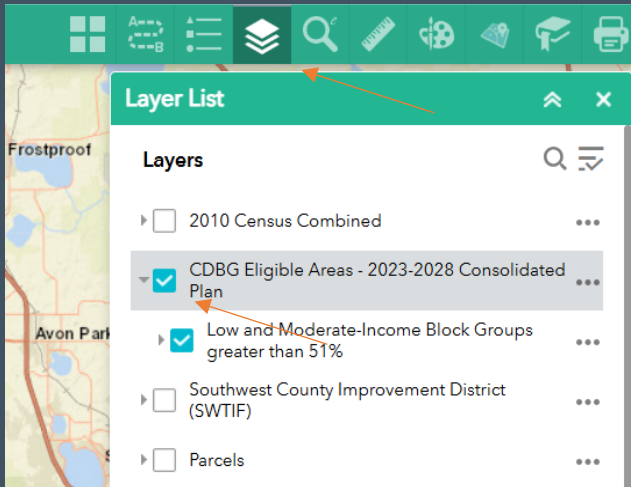 A
B
c
Layer List
Frostproof
Layers
2010 Census Combined
CDBG Eligible Areas - 2023-2028 Consolidated
Plan
Avon Park
Low and Moderate-Income Block Groups
greater than 51%
Southwest County Improvement District
(SWTIF)
Parcels